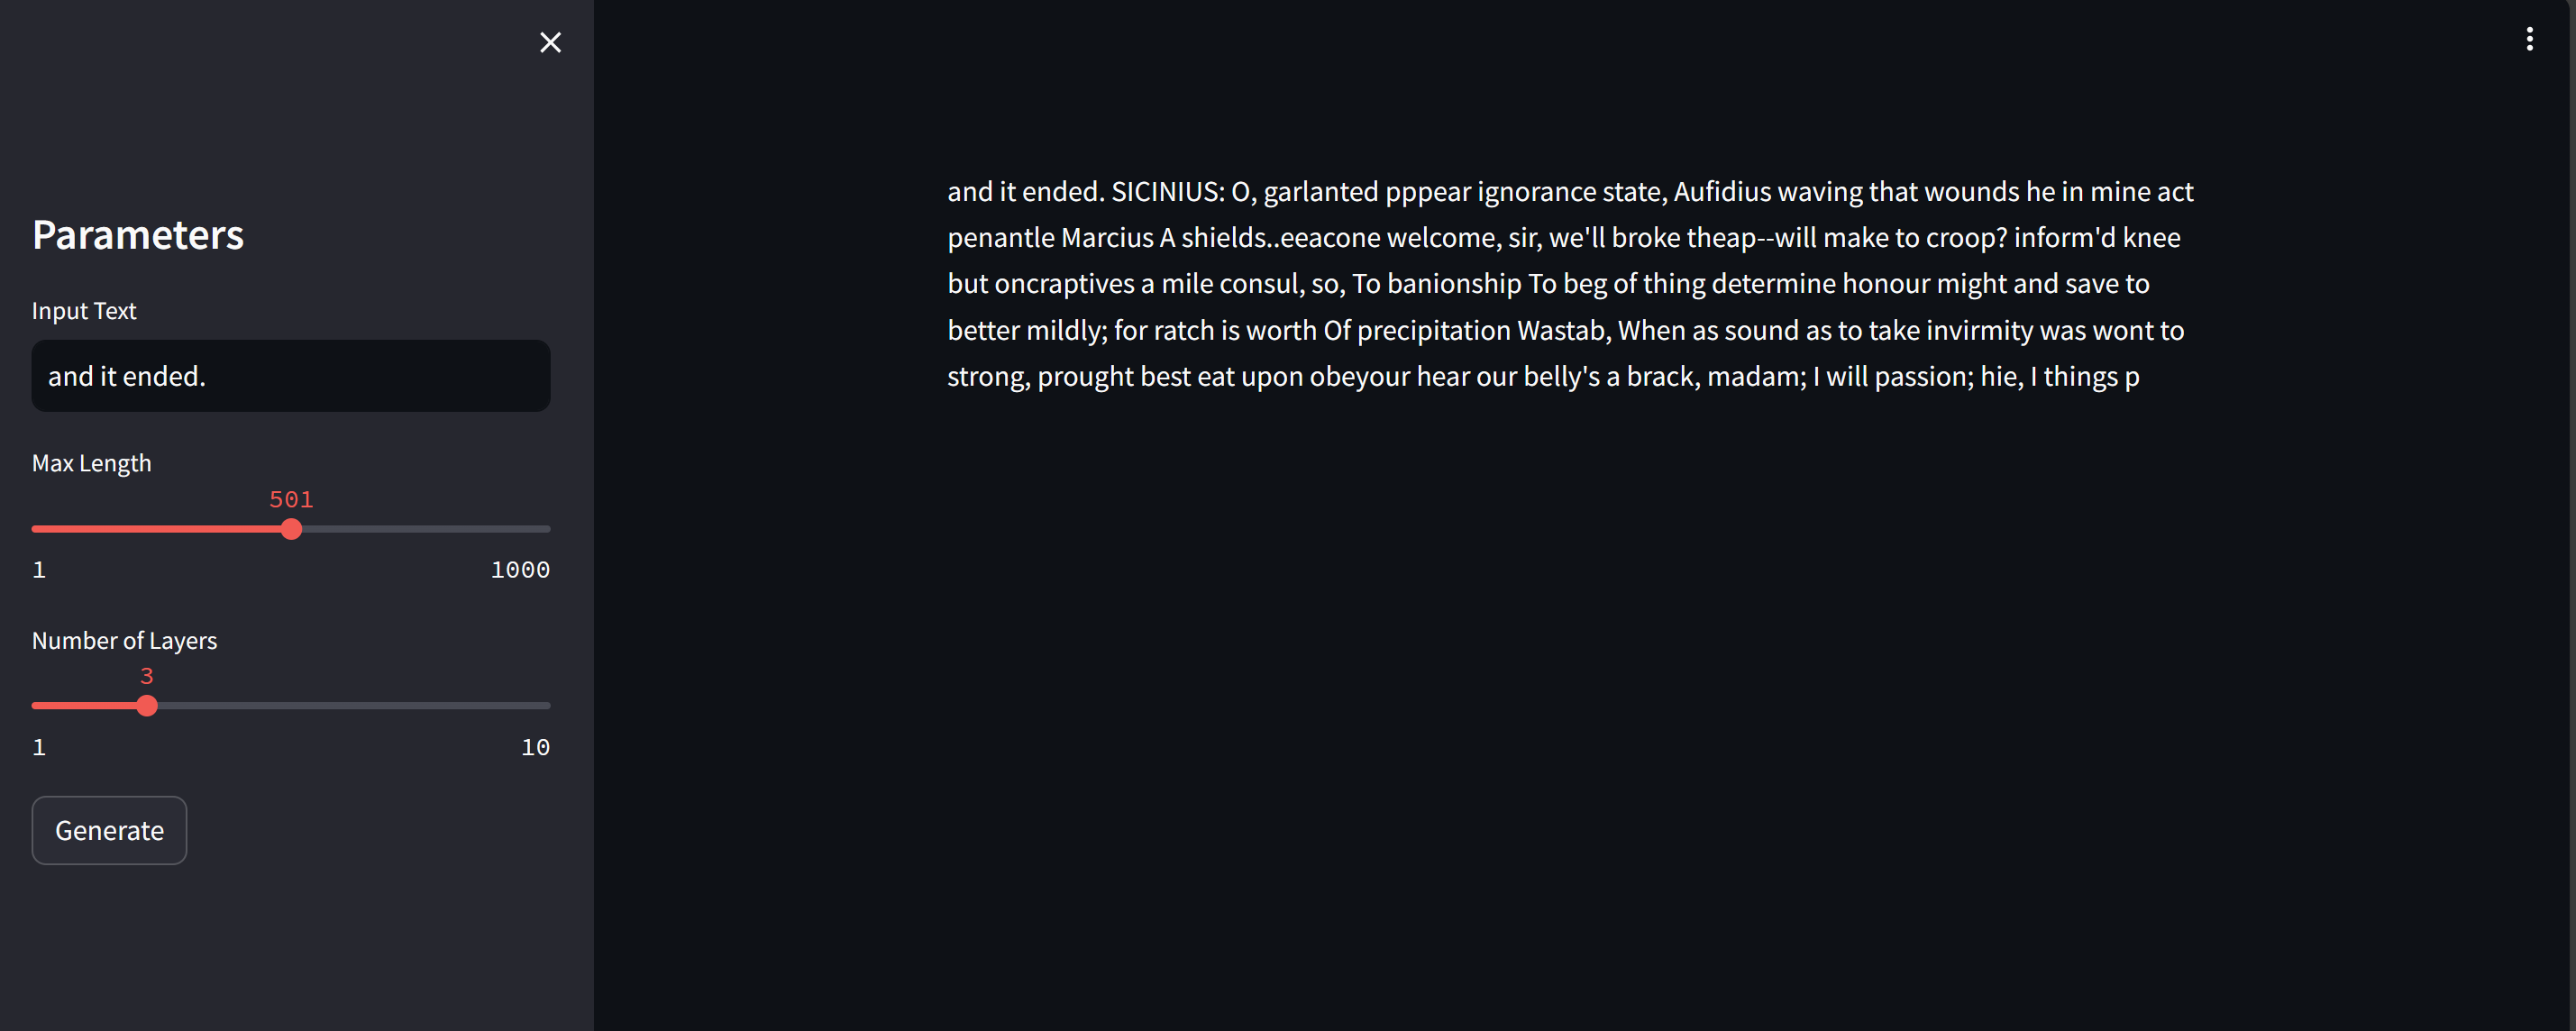 Parameters
Input Text
and it ended.
Max Length
501
1 1000
Number of Layers
3
1 10
Generate
and it ended. SICINIUS: O, garlanted pppear ignorance state, Aufidius waving that wounds he in mine act
penantle Marcius A shields..eeacone welcome, sir, we'll broke theap--will make to croop? inform'd knee
but oncraptives a mile consul, so, To banionship To beg of thing determine honour might and save to
better mildly; for ratch is worth Of precipitation Wastab, When as sound as to take invirmity was wont to
strong, prought best eat upon obeyour hear our belly's a brack, madam; I will passion; hie, I things p